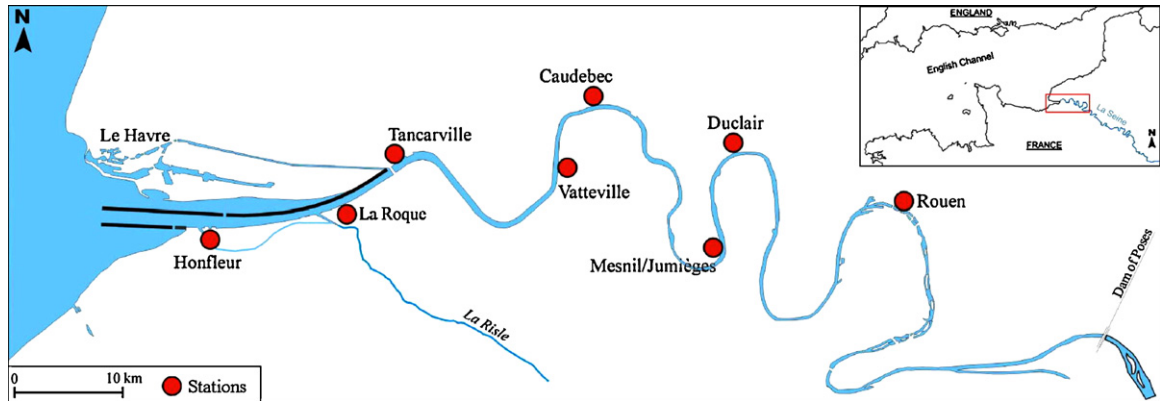 N
Le Havre
Tancarville
Caudebec
Duclair
Vatteville
La Roque
Honfleur
Mesnil/Jumièges
Rouen
La Risle
Dam of Poses
0 10 km
Stations
ENGLAND
English Channel
La Seine
FRANCE
N